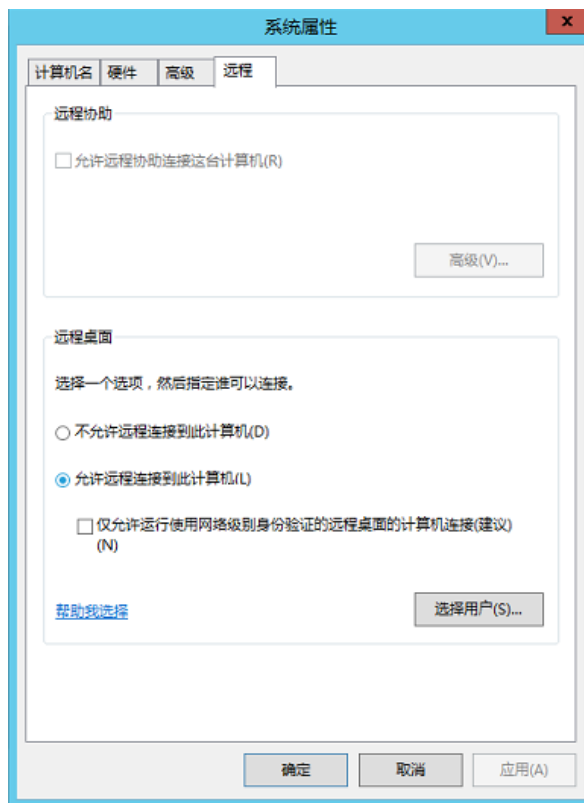 系统属性
x
计算机名 硬件 高级 远程
远程协助
允许远程协助连接这台计算机(R)
高级(V)...
远程桌面
选择一个选项，然后指定谁可以连接。
不允许远程连接到此计算机(D)
允许远程连接到此计算机(L)
仅允许运行使用网络级别身份验证的远程桌面的计算机连接(建议)
(N)
帮助我选择 选择用户(S)...
确定 取消 应用(A)